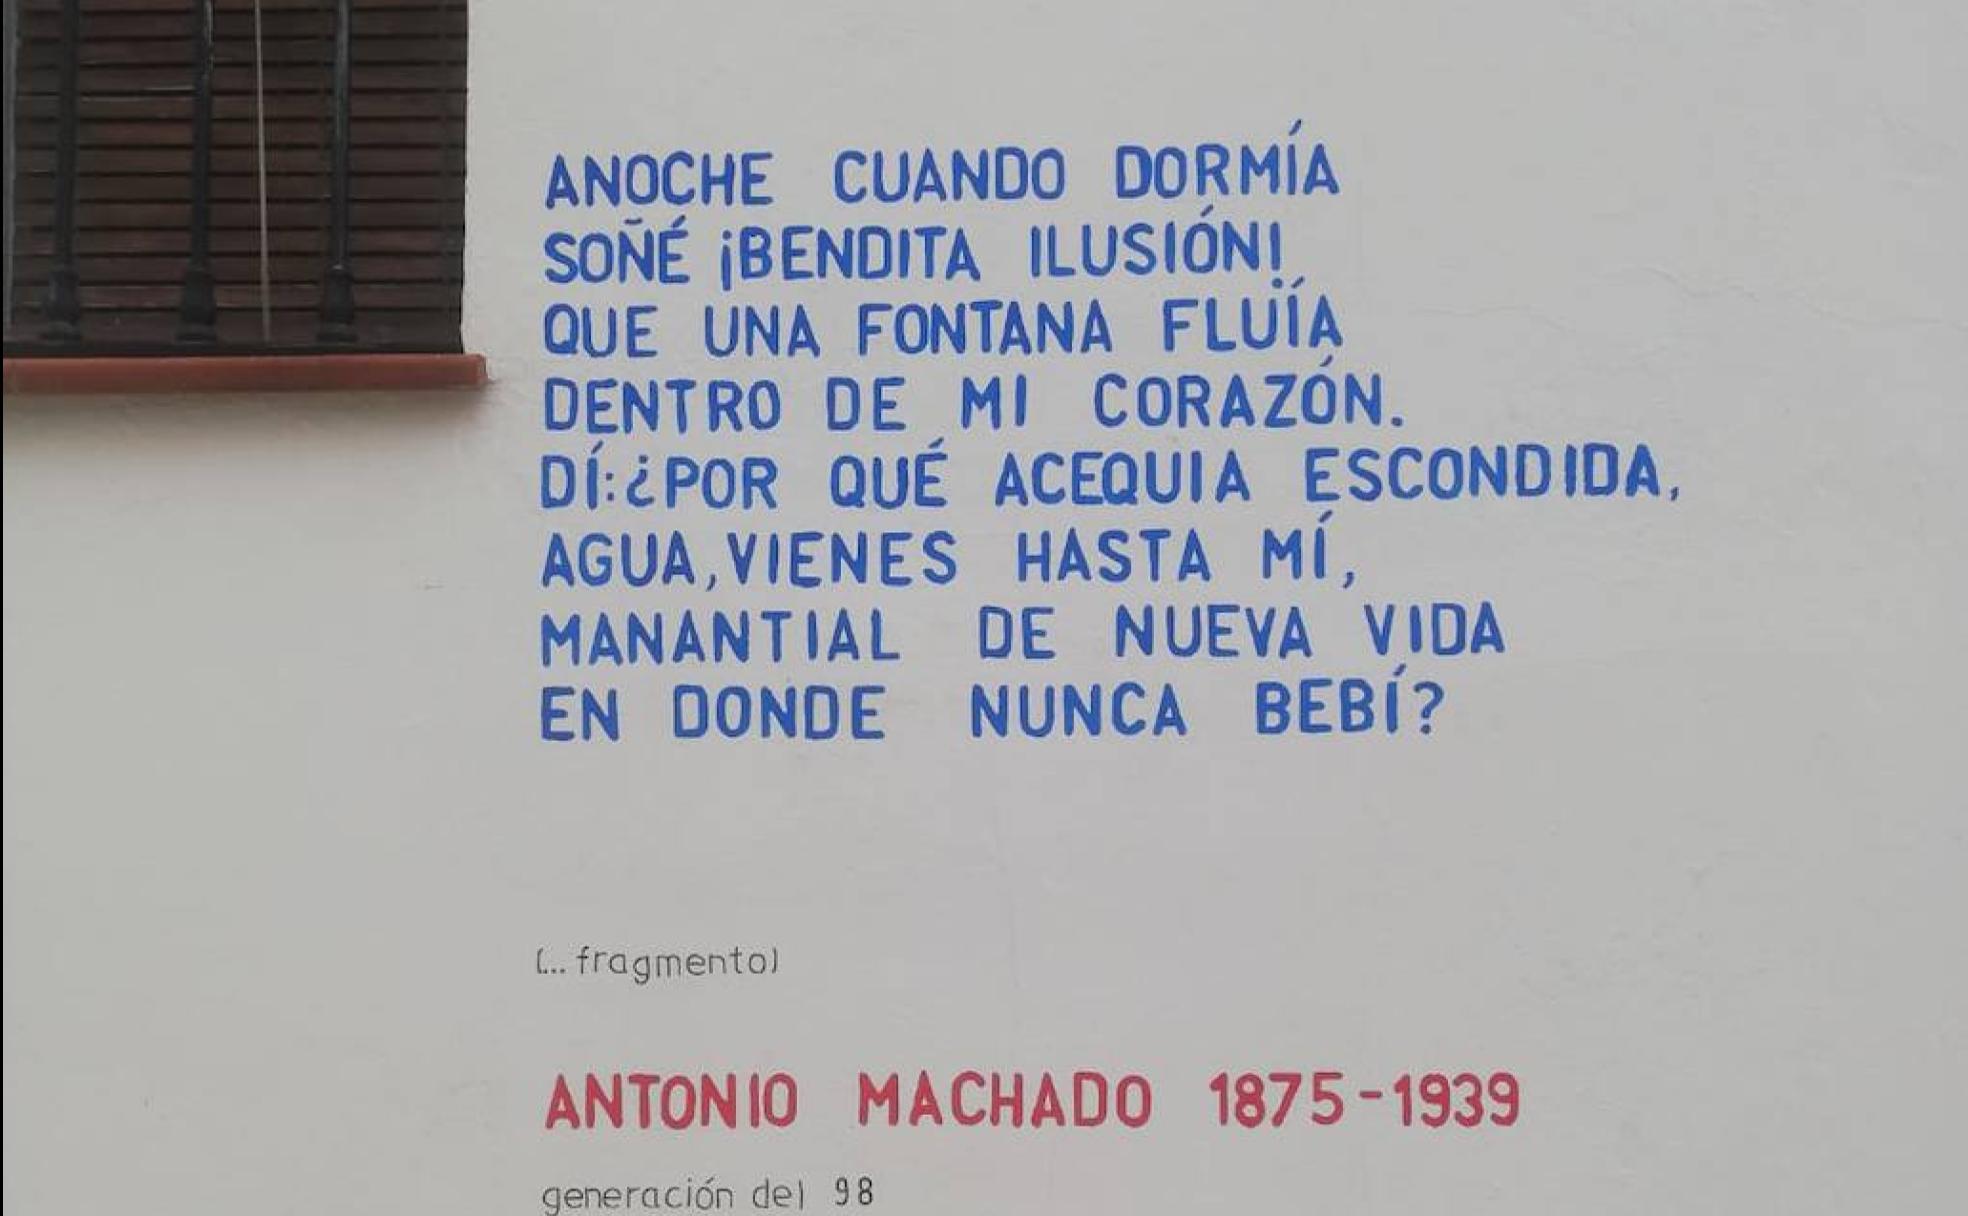 ANOCHE CUANDO DORMÍA
SOÑÉ ¡BENDITA ILUSIÓN!
QUE UNA FONTANA FLUÍA
DENTRO DE MI CORAZÓN.
DÍ:¿POR QUÉ ACEQUIA ESCONDIDA,
AGUA,VIENES HASTA MÍ,
MANANTIAL DE NUEVA VIDA
EN DONDE NUNCA BEBÍ?
(... fragmento)
ANTONIO MACHADO 1875-1939
generación del 98